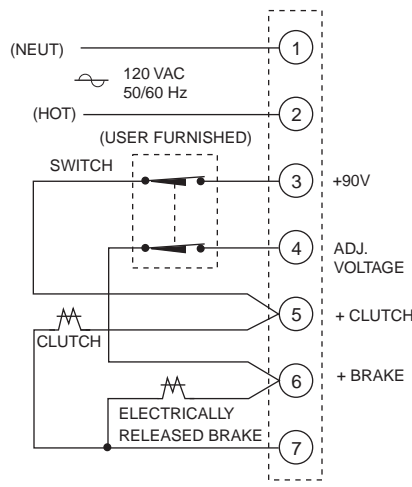 (NEUT)
1
120 VAC
50/60 Hz
(HOT)
2
(USER FURNISHED)
SWITCH
3
+90V
4
ADJ.
VOLTAGE
5
+ CLUTCH
CLUTCH
6
+ BRAKE
ELECTRICALLY
RELEASED BRAKE
7